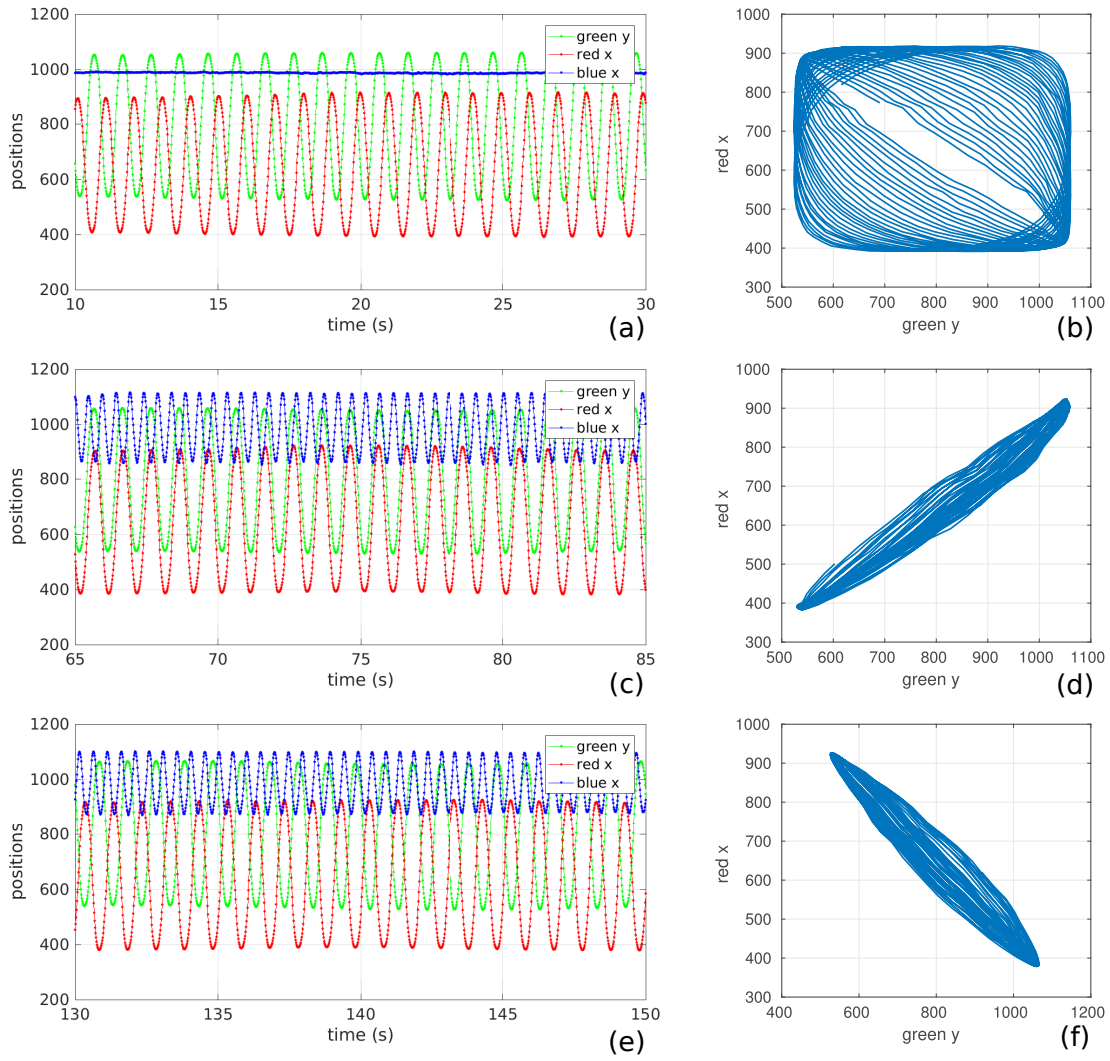 1200
1000
800
600
400
200
positions
10
15
20
25
30
time (s)
green y
red x
blue x
(a)
1000
900
800
700
600
500
400
300
red x
500
600
700
800
900
1000
1100
green y
(b)
1200
1000
800
600
400
200
positions
65
70
75
80
85
time (s)
green y
red x
blue x
(c)
1000
900
800
700
600
500
400
300
red x
500
600
700
800
900
1000
1100
green y
(d)
1200
1000
800
600
400
200
positions
130
135
140
145
150
time (s)
green y
red x
blue x
(e)
1000
900
800
700
600
500
400
300
red x
400
600
800
1000
1200
green y
(f)